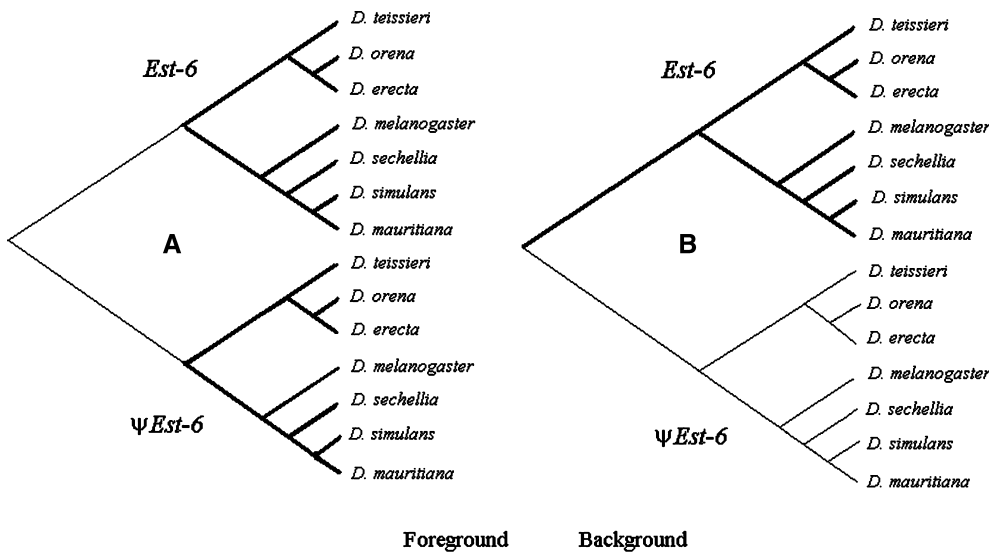 D. teissieri
D. orena
Est-6
D. erecta
D. melanogaster
D. sechellia
D. simulans
D. mauritiana
A
D. teissieri
D. orena
D. erecta
D. melanogaster
D. sechellia
ΨEst-6
D. simulans
D. mauritiana
D. teissieri
D. orena
Est-6
D. erecta
D. melanogaster
D. sechellia
D. simulans
D. mauritiana
B
D. teissieri
D. orena
D. erecta
D. melanogaster
D. sechellia
ΨEst-6
D. simulans
D. mauritiana
Foreground Background